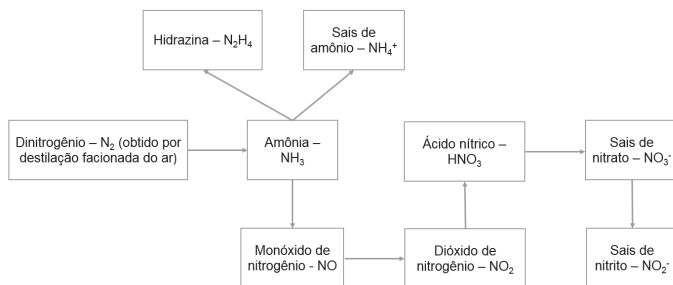 Hidrazina – N₂H₄
Sais de
amônio – NH₄⁺
Dinitrogênio – N₂ (obtido por
destilação facionada do ar)
Amônia –
NH₃
Ácido nítrico –
HNO₃
Sais de
nitrato – NO₃⁻
Monóxido de
nitrogênio - NO
Dióxido de
nitrogênio – NO₂
Sais de
nitrito – NO₂⁻